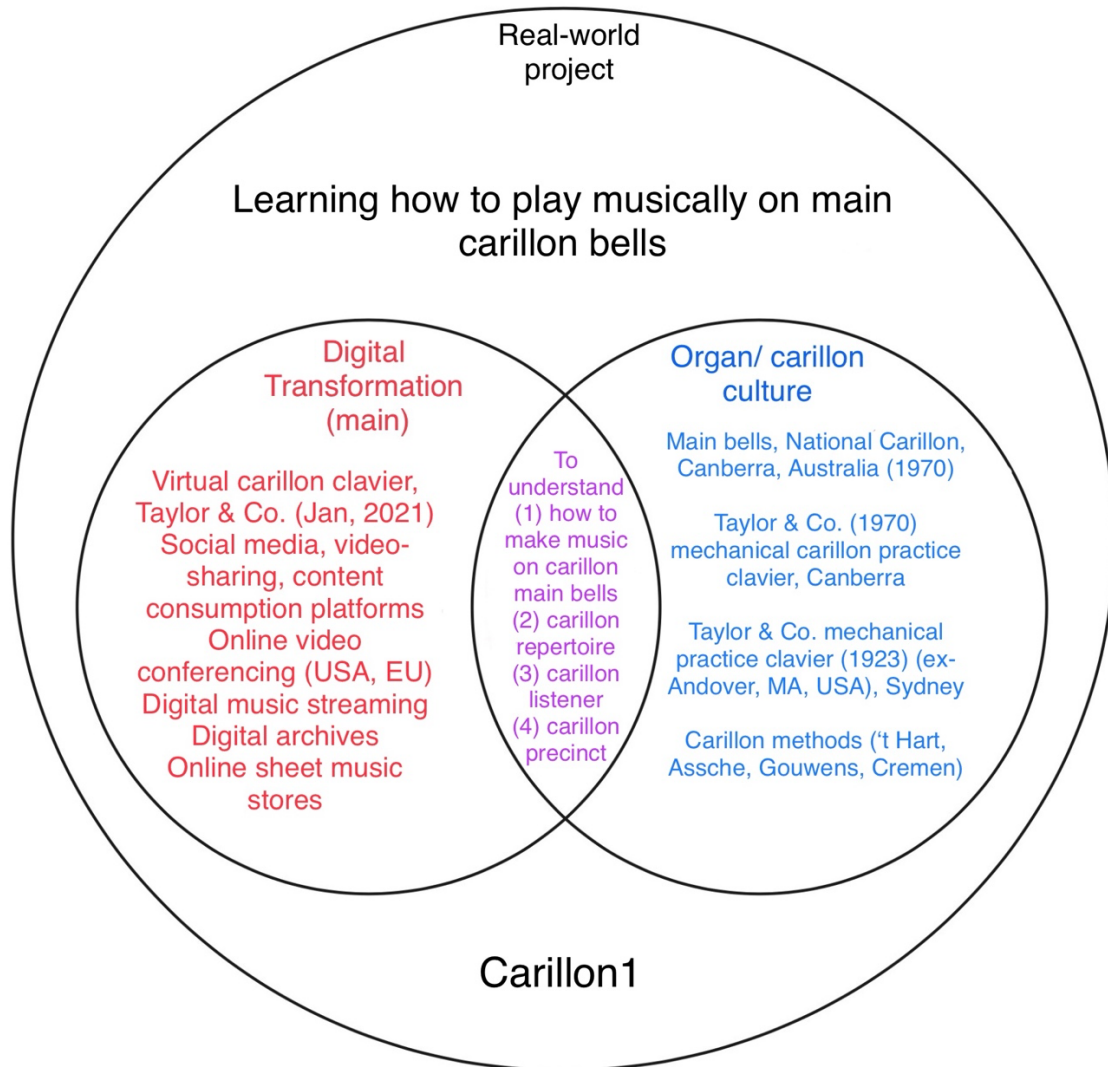 Real-world
project
Learning how to play musically on main
carillon bells
Digital
Transformation
(main)
Virtual carillon clavier,
Taylor & Co. (Jan, 2021)
Social media, video-
sharing, content
consumption platforms
Online video
conferencing (USA, EU)
Digital music streaming
Digital archives
Online sheet music
stores
To
understand
(1) how to
make music
on carillon
main bells
(2) carillon
repertoire
(3) carillon
listener
(4) carillon
precinct
Organ/ carillon
culture
Main bells, National Carillon,
Canberra, Australia (1970)
Taylor & Co. (1970)
mechanical carillon practice
clavier, Canberra
Taylor & Co. mechanical
practice clavier (1923) (ex-
Andover, MA, USA), Sydney
Carillon methods (‘t Hart,
Assche, Gouwens, Cremen)
Carillon1